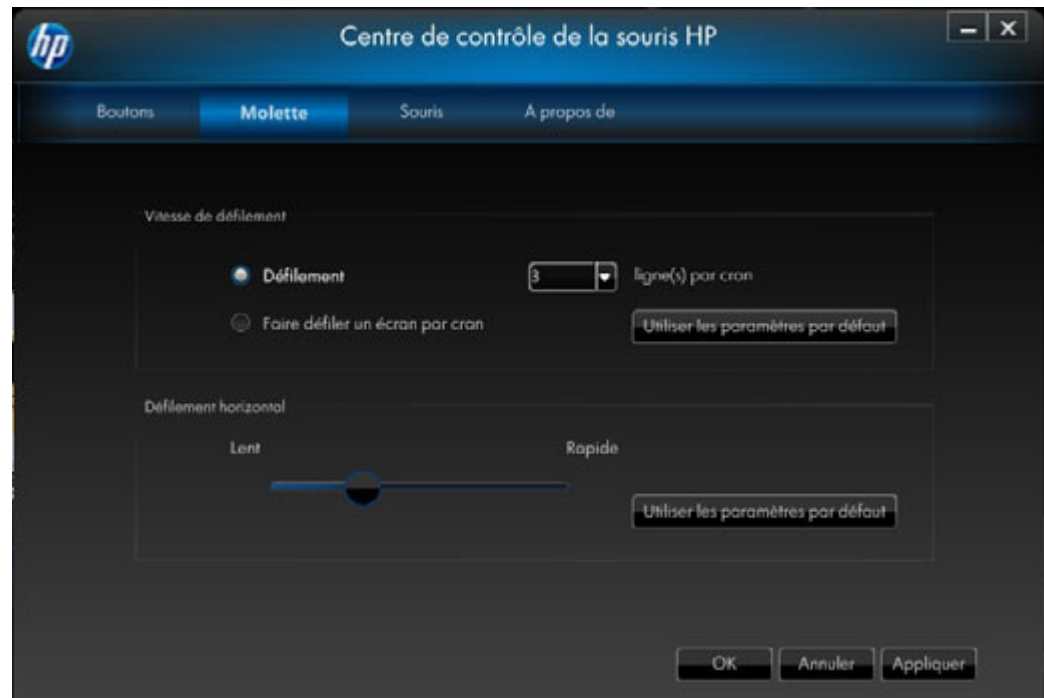 hp
Centre de contrôle de la souris HP
Boutons Molette Souris A propos de
Vitesse de défilement
Défilement 3 ligne(s) par cran
Faire défiler un écran par cran Utiliser les paramètres par défaut
Défilement horizontal
Lent Rapide
Utiliser les paramètres par défaut
OK Annuler Appliquer